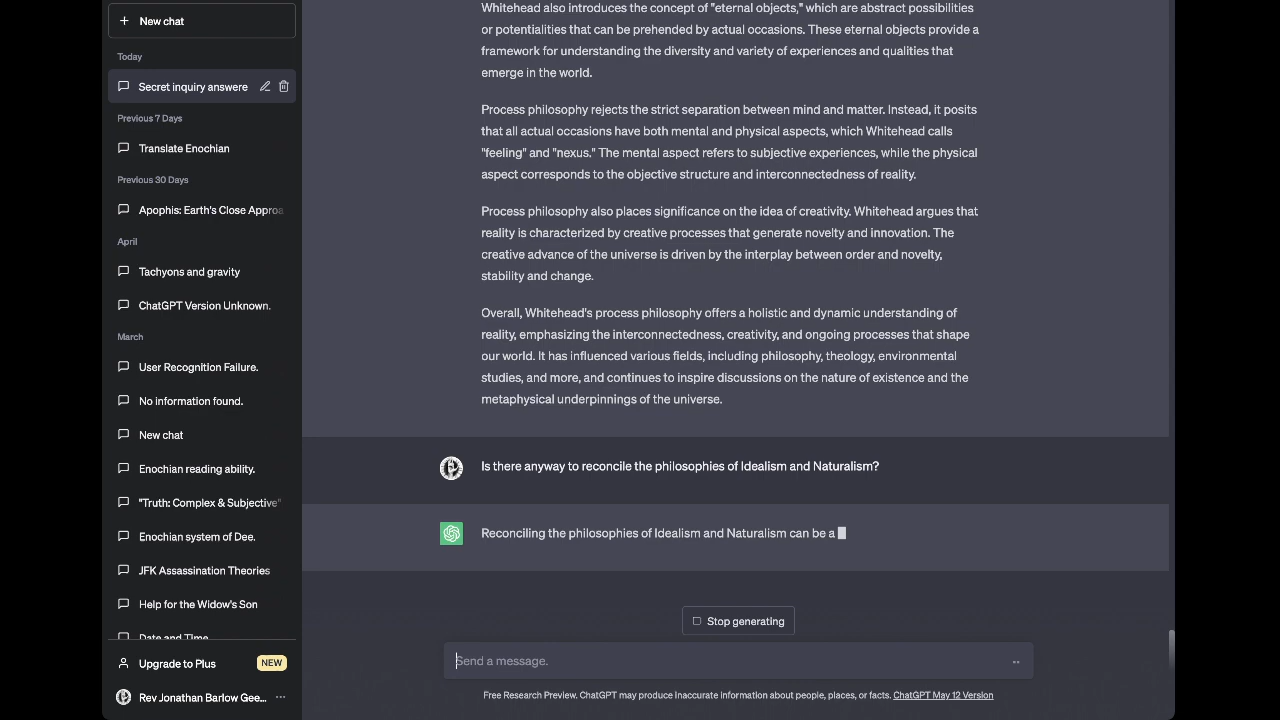 New chat
Today
Secret inquiry answere
Previous 7 Days
Translate Enochian
Previous 30 Days
Apophis: Earth's Close Approa
April
Tachyons and gravity
ChatGPT Version Unknown.
March
User Recognition Failure.
No information found.
New chat
Enochian reading ability.
"Truth: Complex & Subjective"
Enochian system of Dee.
JFK Assassination Theories
Help for the Widow's Son
Date and Time
Upgrade to Plus NEW
Rev Jonathan Barlow Gee...
Whitehead also introduces the concept of "eternal objects," which are abstract possibilities
or potentialities that can be prehended by actual occasions. These eternal objects provide a
framework for understanding the diversity and variety of experiences and qualities that
emerge in the world.
Process philosophy rejects the strict separation between mind and matter. Instead, it posits
that all actual occasions have both mental and physical aspects, which Whitehead calls
"feeling" and "nexus." The mental aspect refers to subjective experiences, while the physical
aspect corresponds to the objective structure and interconnectedness of reality.
Process philosophy also places significance on the idea of creativity. Whitehead argues that
reality is characterized by creative processes that generate novelty and innovation. The
creative advance of the universe is driven by the interplay between order and novelty,
stability and change.
Overall, Whitehead's process philosophy offers a holistic and dynamic understanding of
reality, emphasizing the interconnectedness, creativity, and ongoing processes that shape
our world. It has influenced various fields, including philosophy, theology, environmental
studies, and more, and continues to inspire discussions on the nature of existence and the
metaphysical underpinnings of the universe.
Is there anyway to reconcile the philosophies of Idealism and Naturalism?
Reconciling the philosophies of Idealism and Naturalism can be a
Stop generating
Send a message.
Free Research Preview. ChatGPT may produce inaccurate information about people, places, or facts. ChatGPT May 12 Version